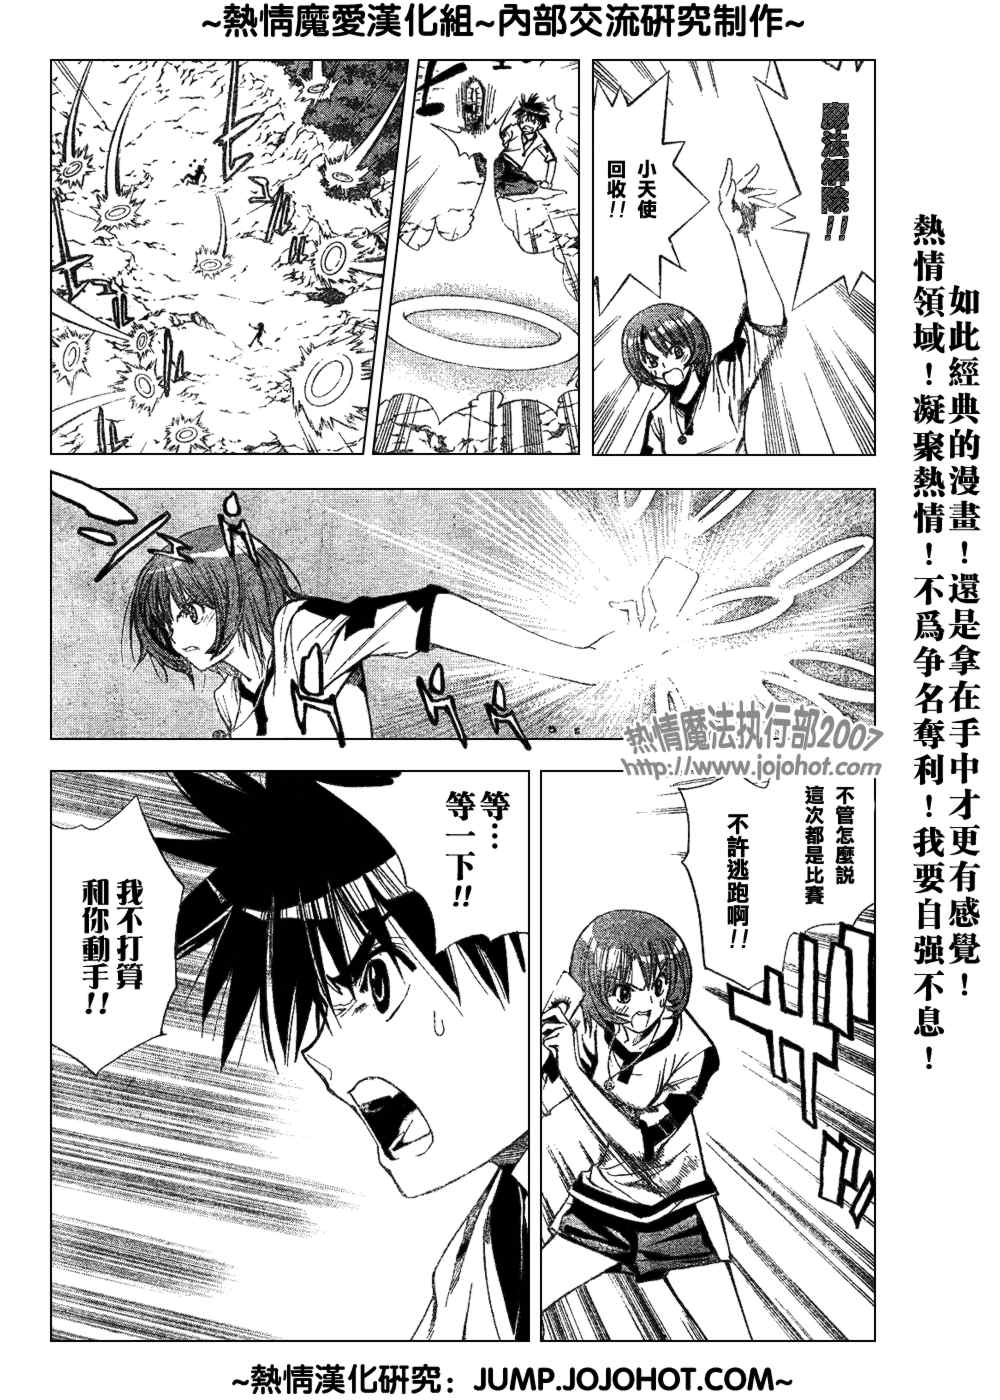 ~熱情魔愛漢化組~內部交流研究制作~
魔法解除!!
小天使
回收!!
熱情魔法执行部2007
http://www.jojohot.com
不管怎麼說
這次都是比賽
不許逃跑啊!!
等…
等一下!!
我不打算
和你動手!!
如此經典的漫畫！還是拿在手中才更有感覺！
熱情領域！凝聚熱情！不爲争名奪利！我要自强不息！
~熱情漢化研究：JUMP.JOJOHOT.COM~